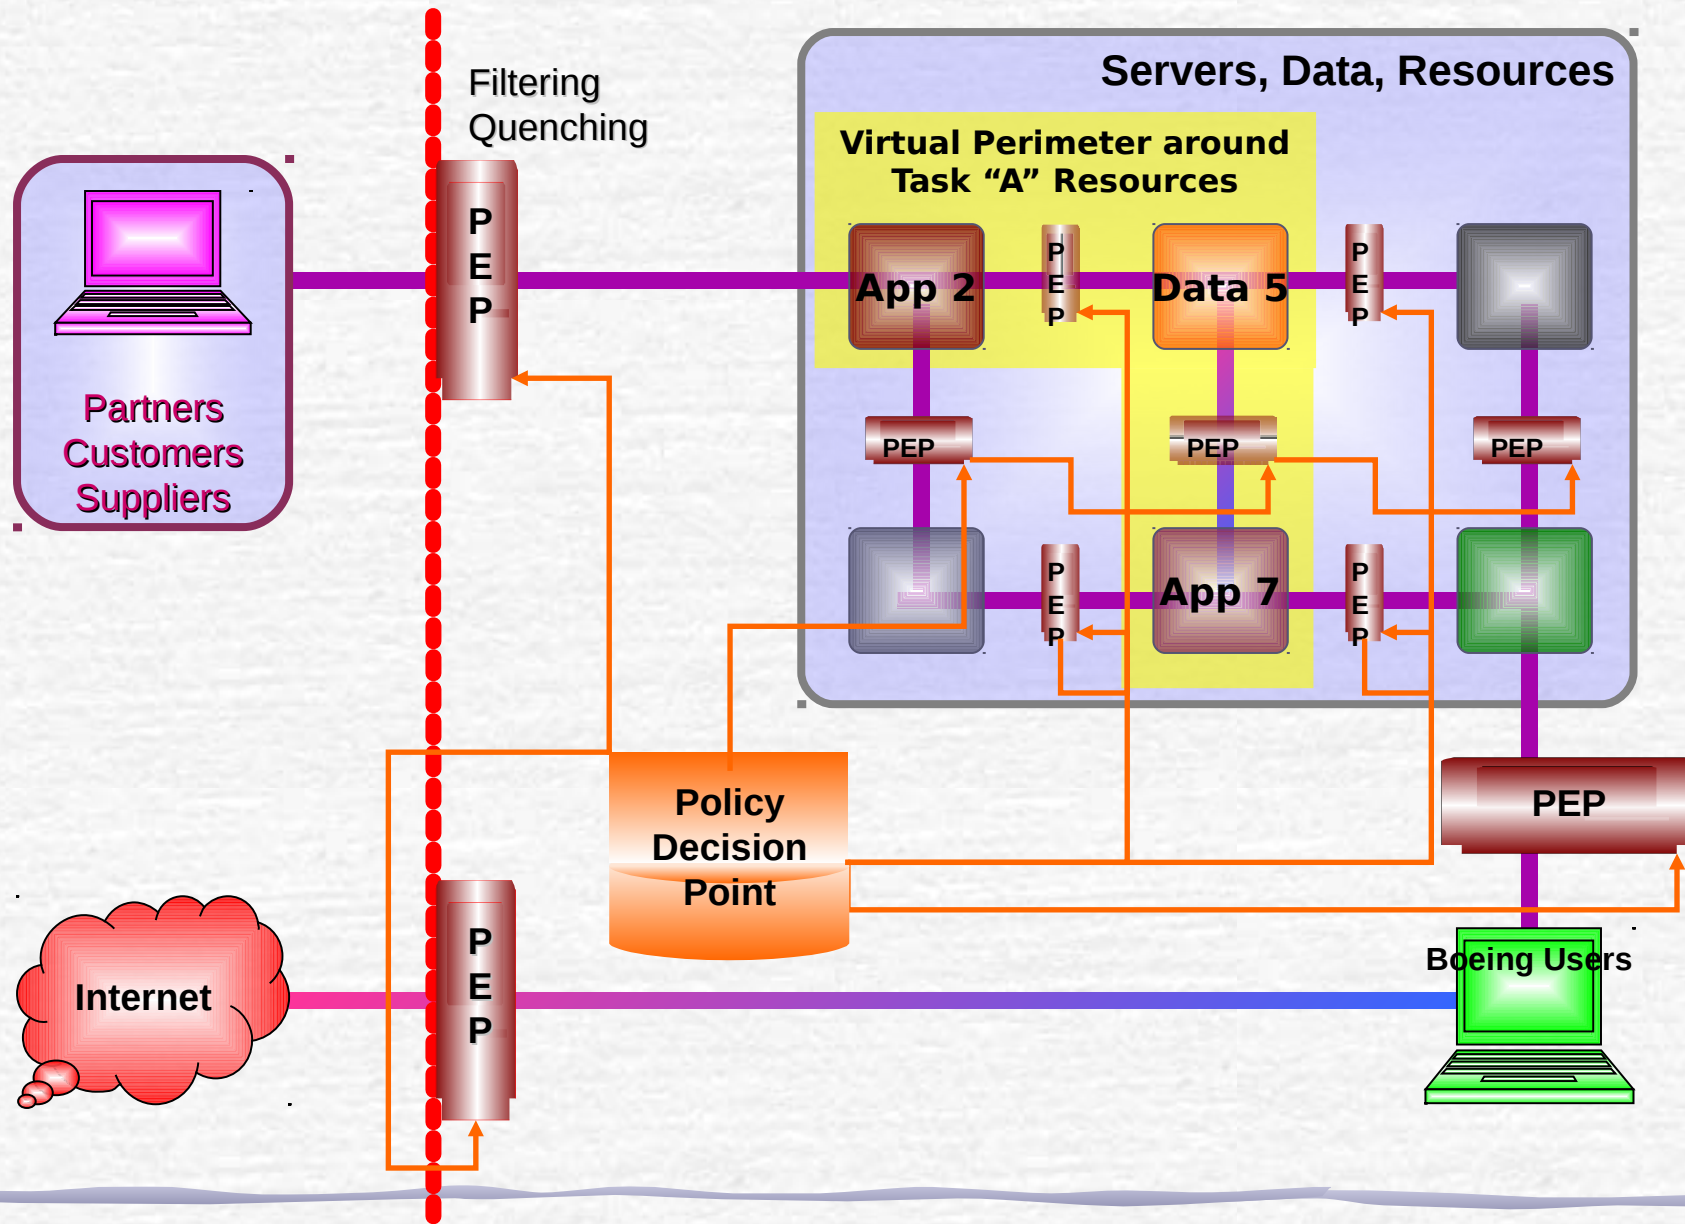 Servers, Data, Resources
Filtering
Quenching
Virtual Perimeter around
Task “A” Resources
P
E
P
App 2
P
E
P
Data 5
P
E
P
Partners
Customers
Suppliers
PEP
PEP
PEP
P
E
P
App 7
P
E
P
Policy
Decision
Point
PEP
Internet
P
E
P
Boeing Users